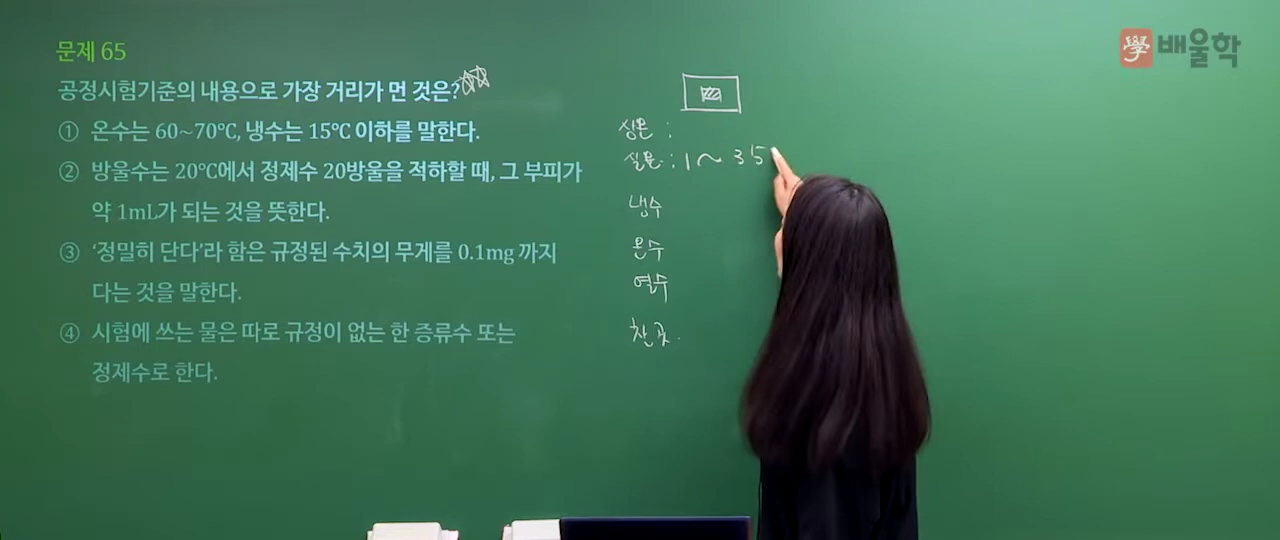 문제 65
공정시험기준의 내용으로 가장 거리가 먼 것은?
① 온수는 60~70℃, 냉수는 15℃ 이하를 말한다.
② 방울수는 20℃에서 정제수 20방울을 적하할 때, 그 부피가
약 1mL가 되는 것을 뜻한다.
③ ‘정밀히 단다’라 함은 규정된 수치의 무게를 0.1mg 까지
다는 것을 말한다.
④ 시험에 쓰는 물은 따로 규정이 없는 한 증류수 또는
정제수로 한다.
상온 :
실온 : 1 ~ 35
냉수
온수
열수
찬곳.
學 배울학